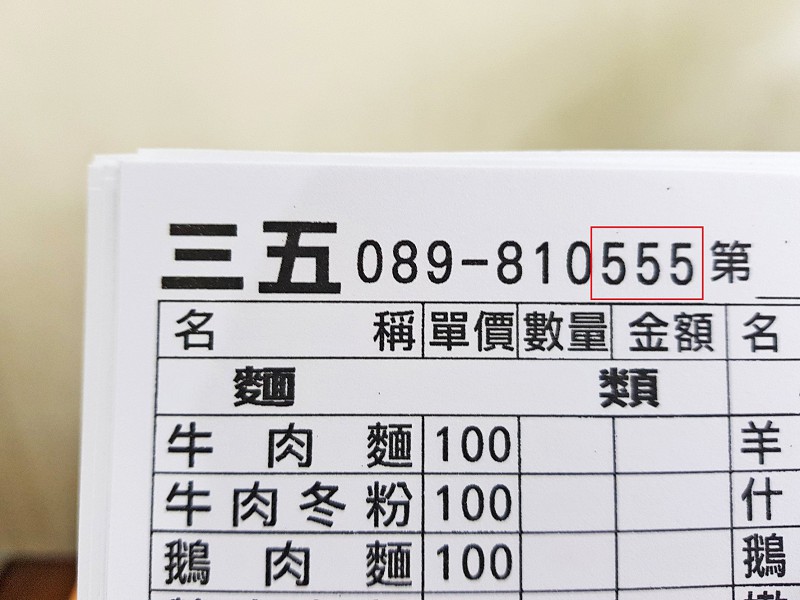 三五 089-810555 第
名稱 單價 數量 金額 名
麵類
牛肉麵 100 羊
牛肉冬粉 100 什
鵝肉麵 100 鵝